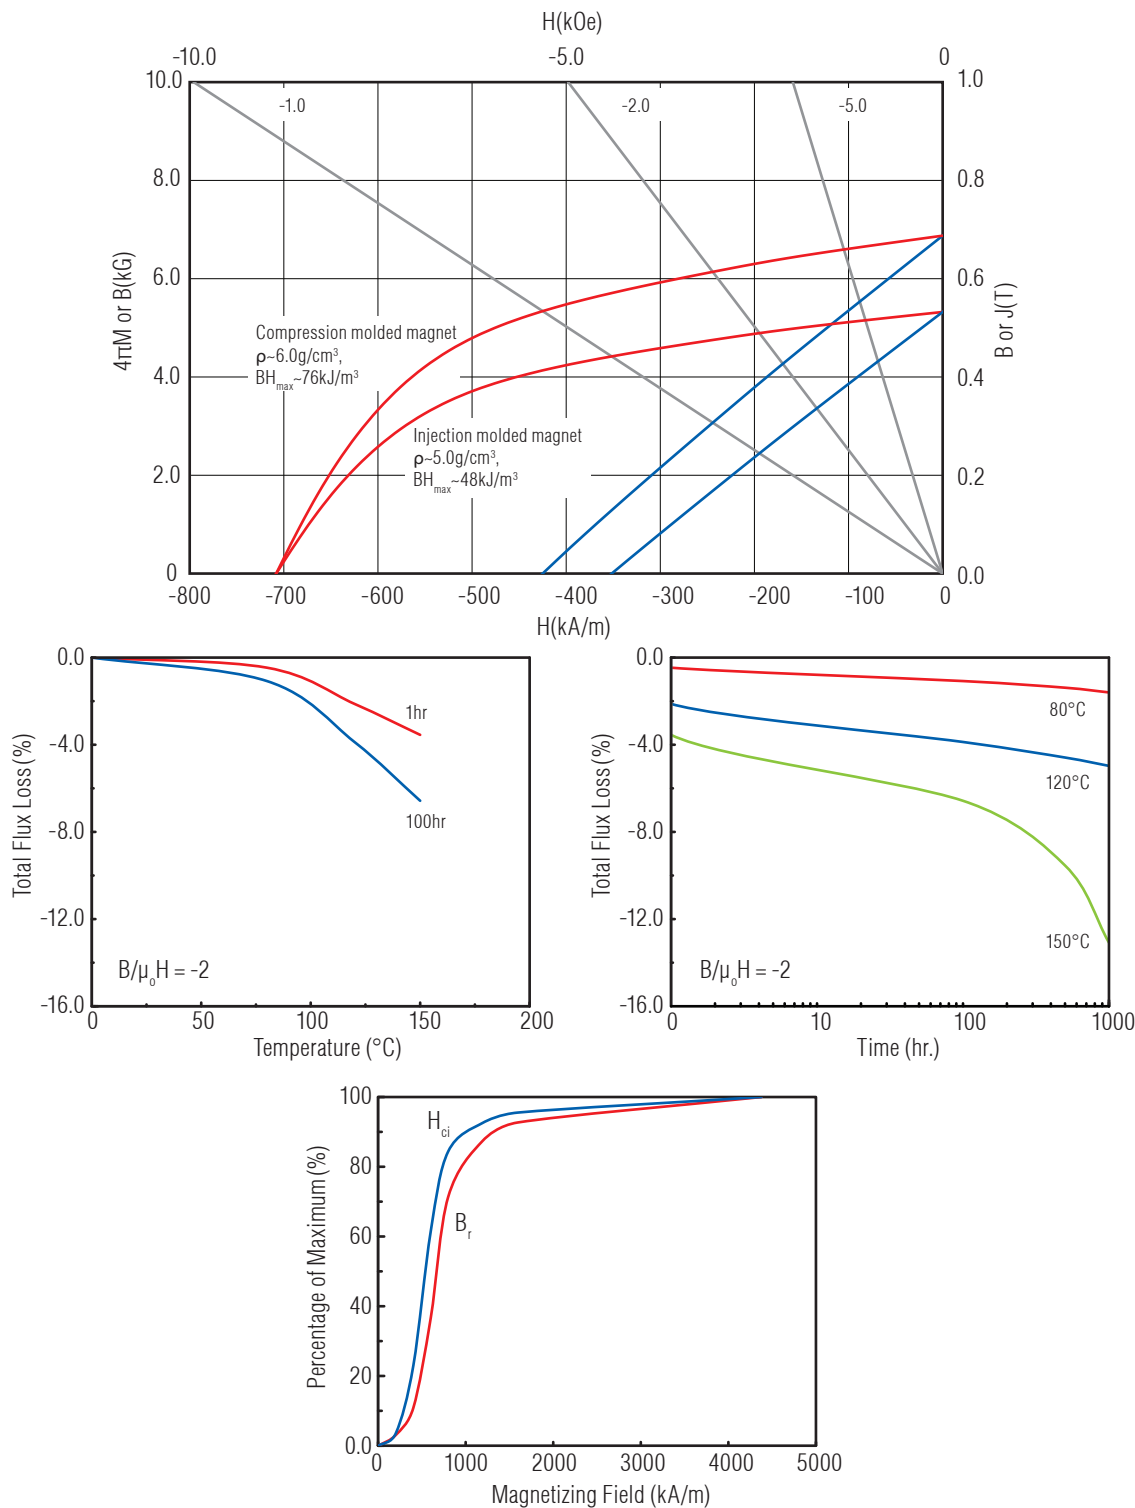 H(kOe)
-10.0 -5.0 0
10.0 1.0
-1.0 -2.0 -5.0
8.0 0.8
6.0 0.6
4πM or B(kG)
B or J(T)
Compression molded magnet
ρ~6.0g/cm³,
BHmax~76kJ/m³
4.0 0.4
Injection molded magnet
ρ~5.0g/cm³,
BHmax~48kJ/m³
2.0 0.2
0 0.0
-800 -700 -600 -500 -400 -300 -200 -100 0
H(kA/m)
0.0
-4.0
-8.0
-12.0
-16.0
Total Flux Loss(%)
1hr
100hr
B/μoH = -2
0 50 100 150 200
Temperature (°C)
0.0
-4.0
-8.0
-12.0
-16.0
Total Flux Loss(%)
80°C
120°C
150°C
B/μoH = -2
0 10 100 1000
Time (hr.)
100
80
60
40
20
0.0
Percentage of Maximum(%)
Hci
Br
0 1000 2000 3000 4000 5000
Magnetizing Field (kA/m)